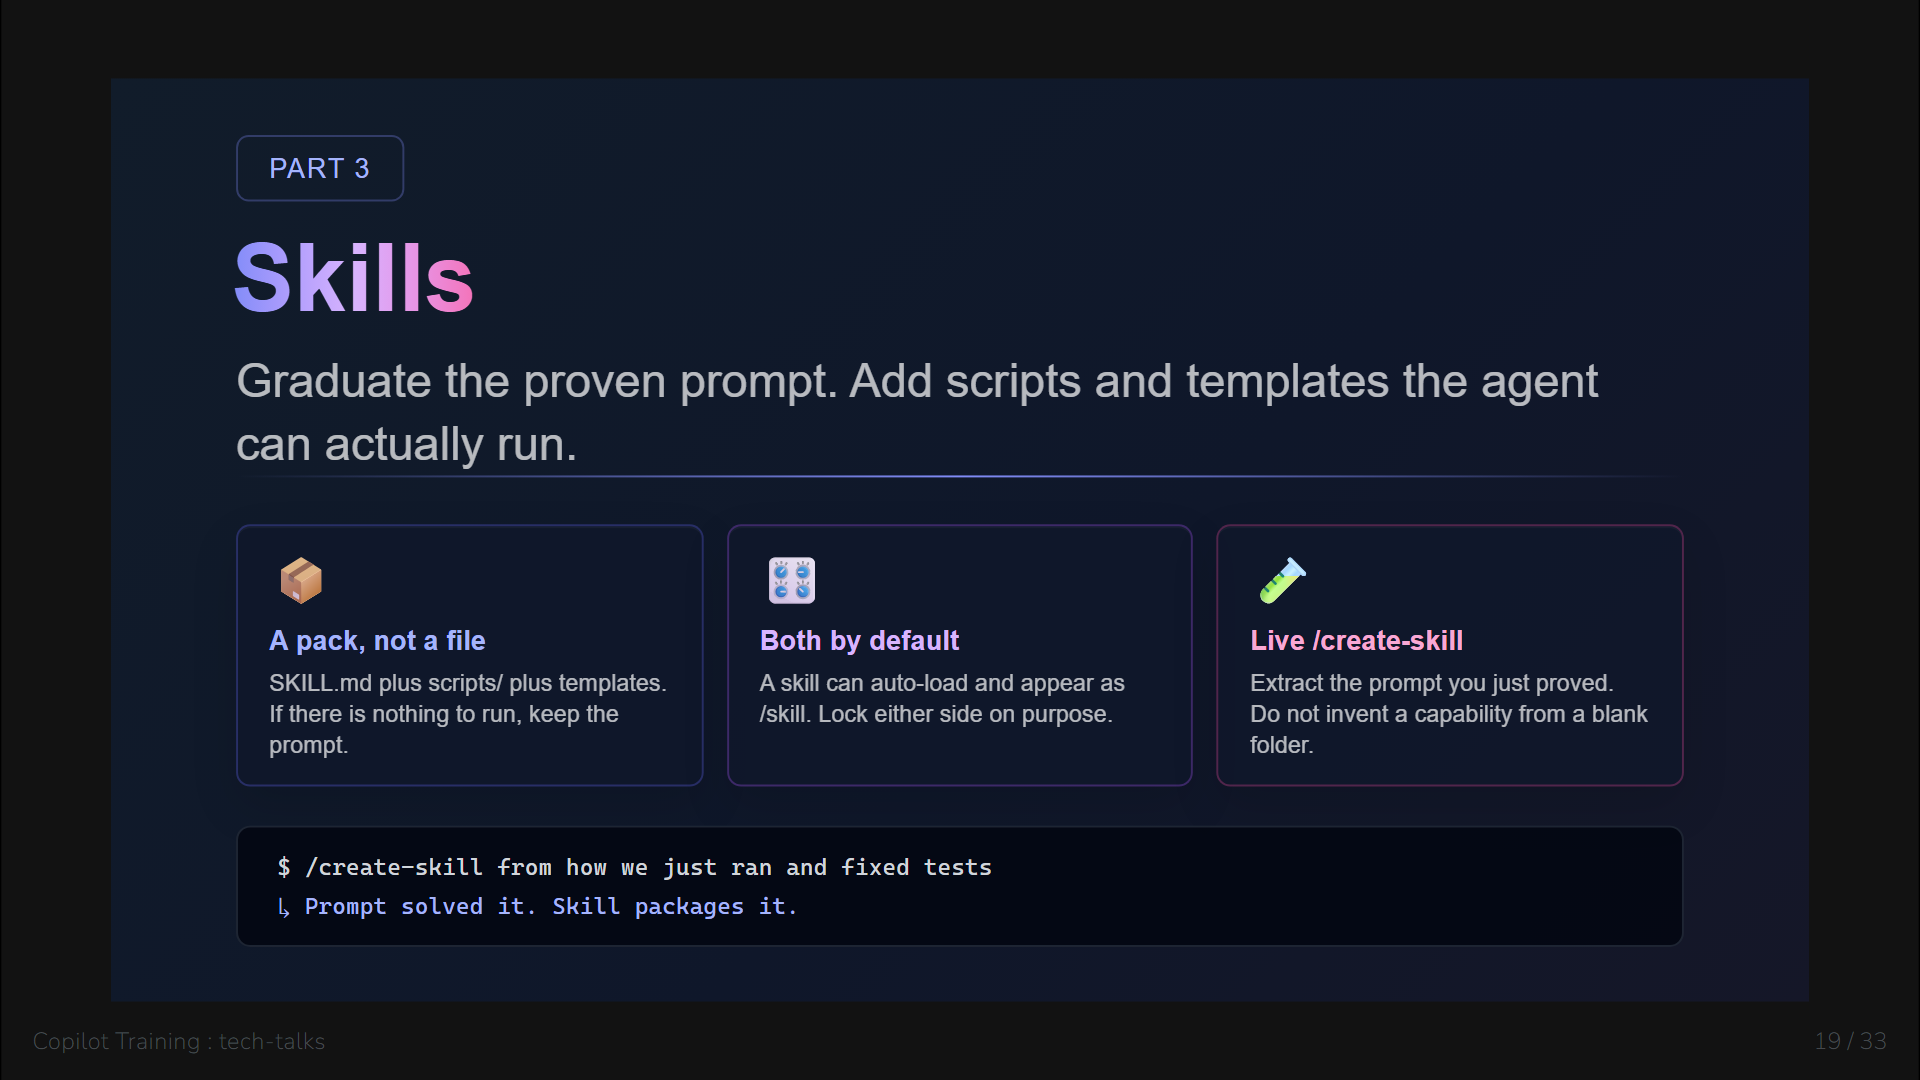 PART 3
Skills
Graduate the proven prompt. Add scripts and templates the agent
can actually run.
A pack, not a file
SKILL.md plus scripts/ plus templates.
If there is nothing to run, keep the
prompt.
Both by default
A skill can auto-load and appear as
/skill. Lock either side on purpose.
Live /create-skill
Extract the prompt you just proved.
Do not invent a capability from a blank
folder.
$ /create-skill from how we just ran and fixed tests
↳ Prompt solved it. Skill packages it.
Copilot Training : tech-talks
19 / 33